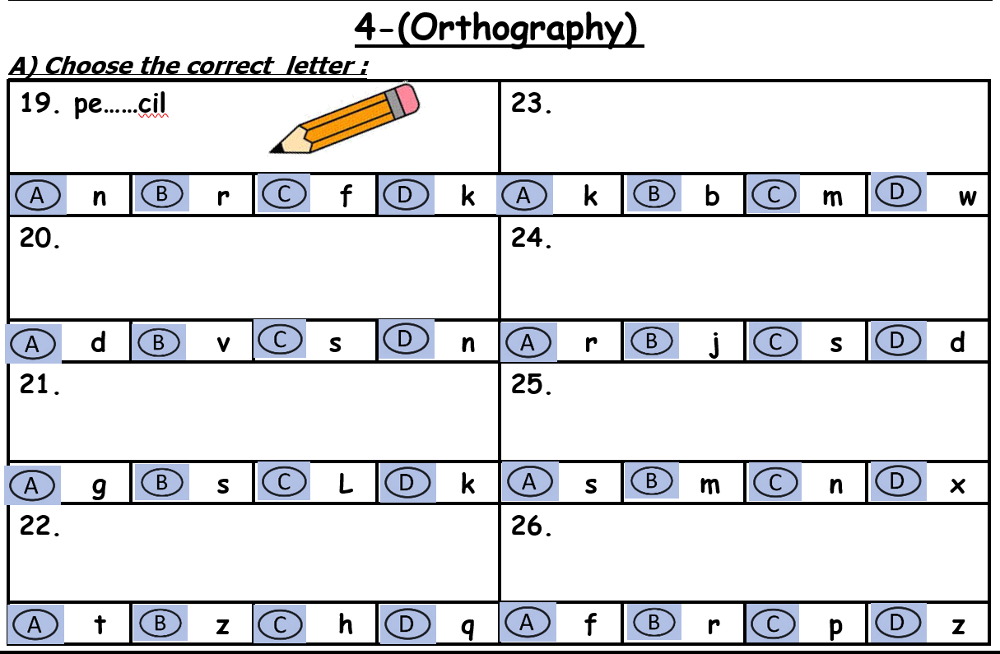 4-(Orthography)
A) Choose the correct letter :
19. pe……cil
23.
A n B r C f D k A k B b C m D w
20.
24.
A d B v C s D n A r B j C s D d
21.
25.
A g B s C L D k A s B m C n D x
22.
26.
A t B z C h D q A f B r C p D z